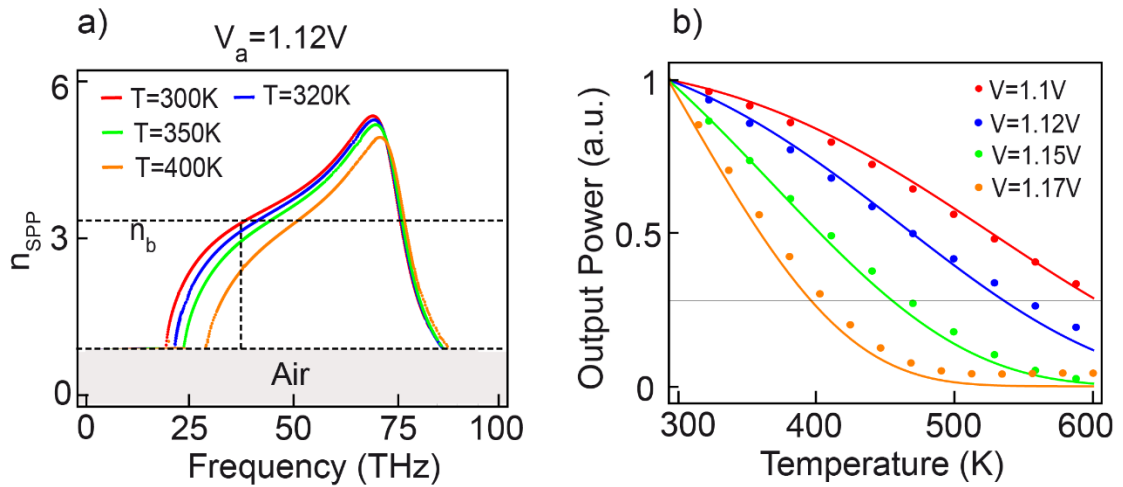 a)
V_a=1.12V
6
3
0
n_SPP
T=300K
T=320K
T=350K
T=400K
n_b
Air
0
25
50
75
100
Frequency (THz)
b)
1
0.5
0
Output Power (a.u.)
V=1.1V
V=1.12V
V=1.15V
V=1.17V
400
500
600
Temperature (K)